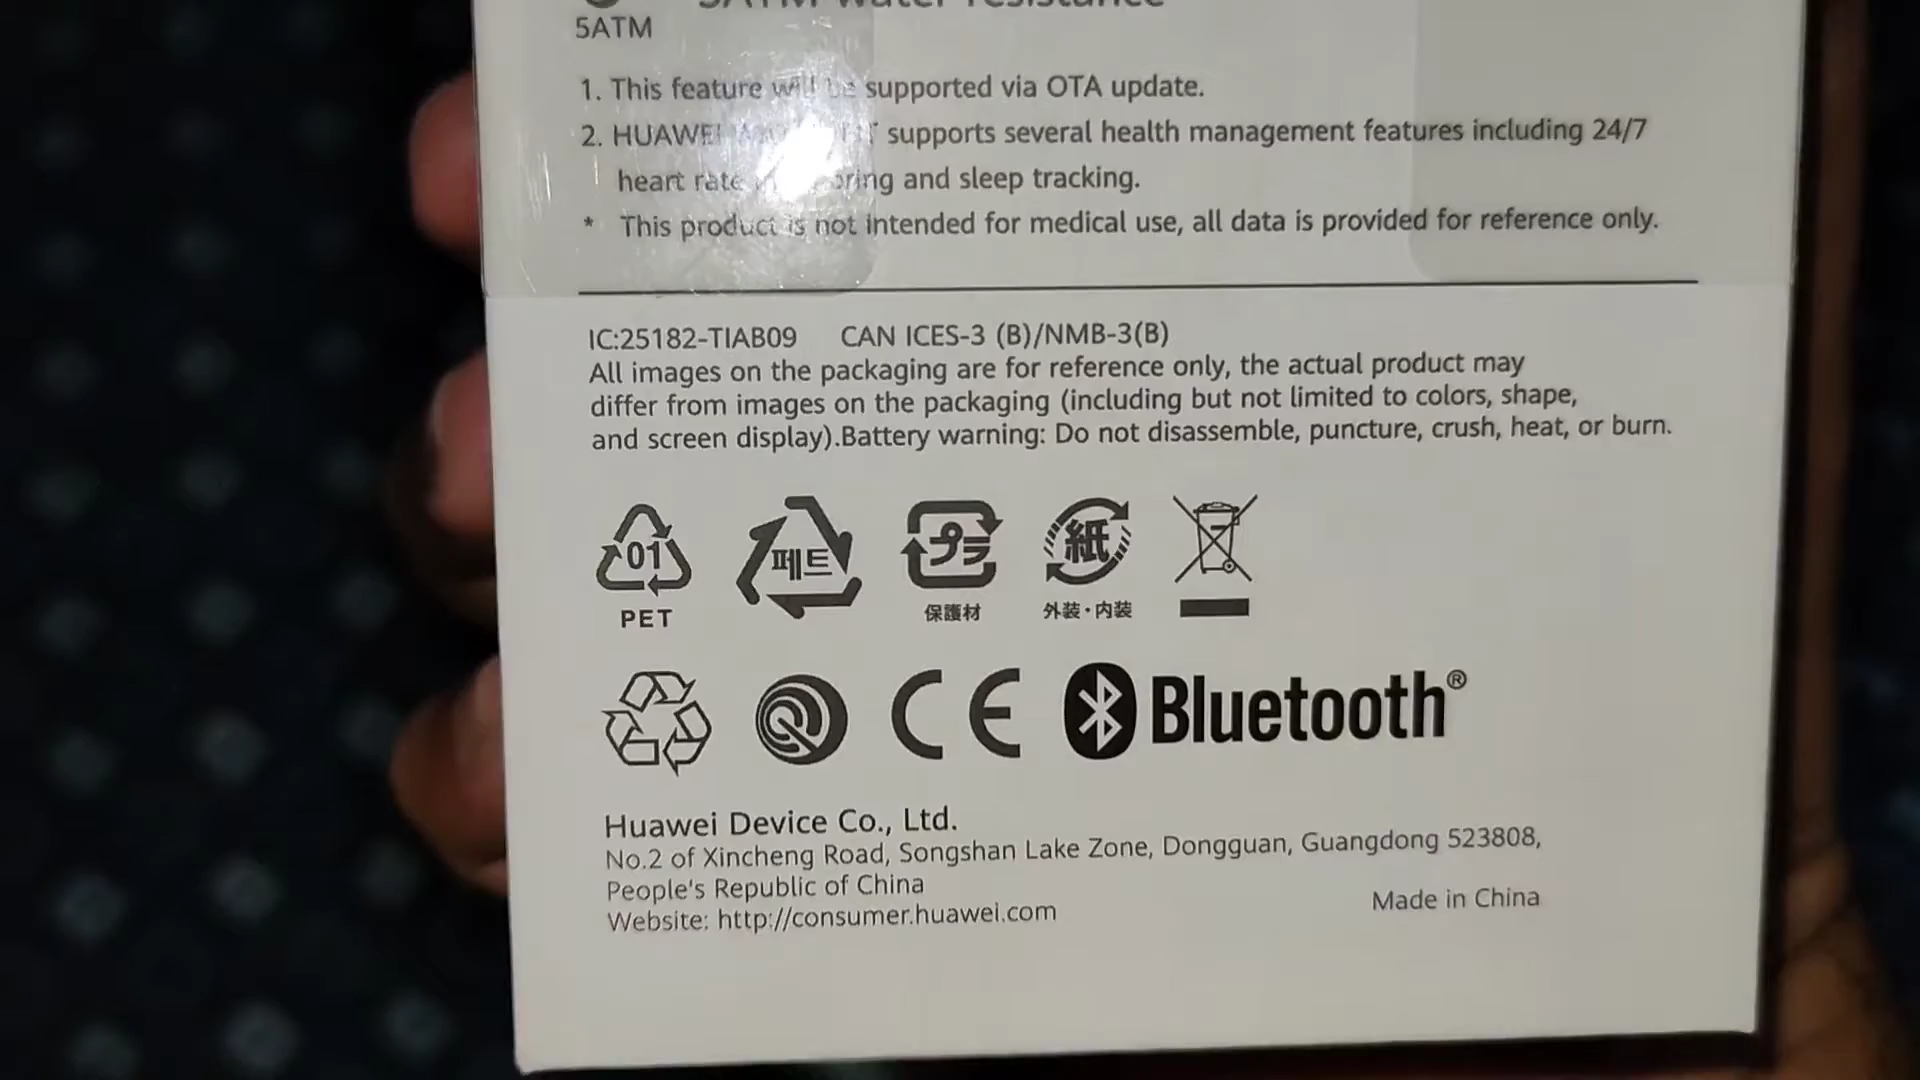 5ATM water resistance
5ATM
1. This feature will be supported via OTA update.
2. HUAWEI supports several health management features including 24/7
heart rate monitoring and sleep tracking.
* This product is not intended for medical use, all data is provided for reference only.
IC:25182-TIAB09 CAN ICES-3 (B)/NMB-3(B)
All images on the packaging are for reference only, the actual product may
differ from images on the packaging (including but not limited to colors, shape,
and screen display).Battery warning: Do not disassemble, puncture, crush, heat, or burn.
01 페트 プラ 紙
PET 保護材 外装・内装
CE Bluetooth®
Huawei Device Co., Ltd.
No.2 of Xincheng Road, Songshan Lake Zone, Dongguan, Guangdong 523808,
People's Republic of China
Website: http://consumer.huawei.com
Made in China